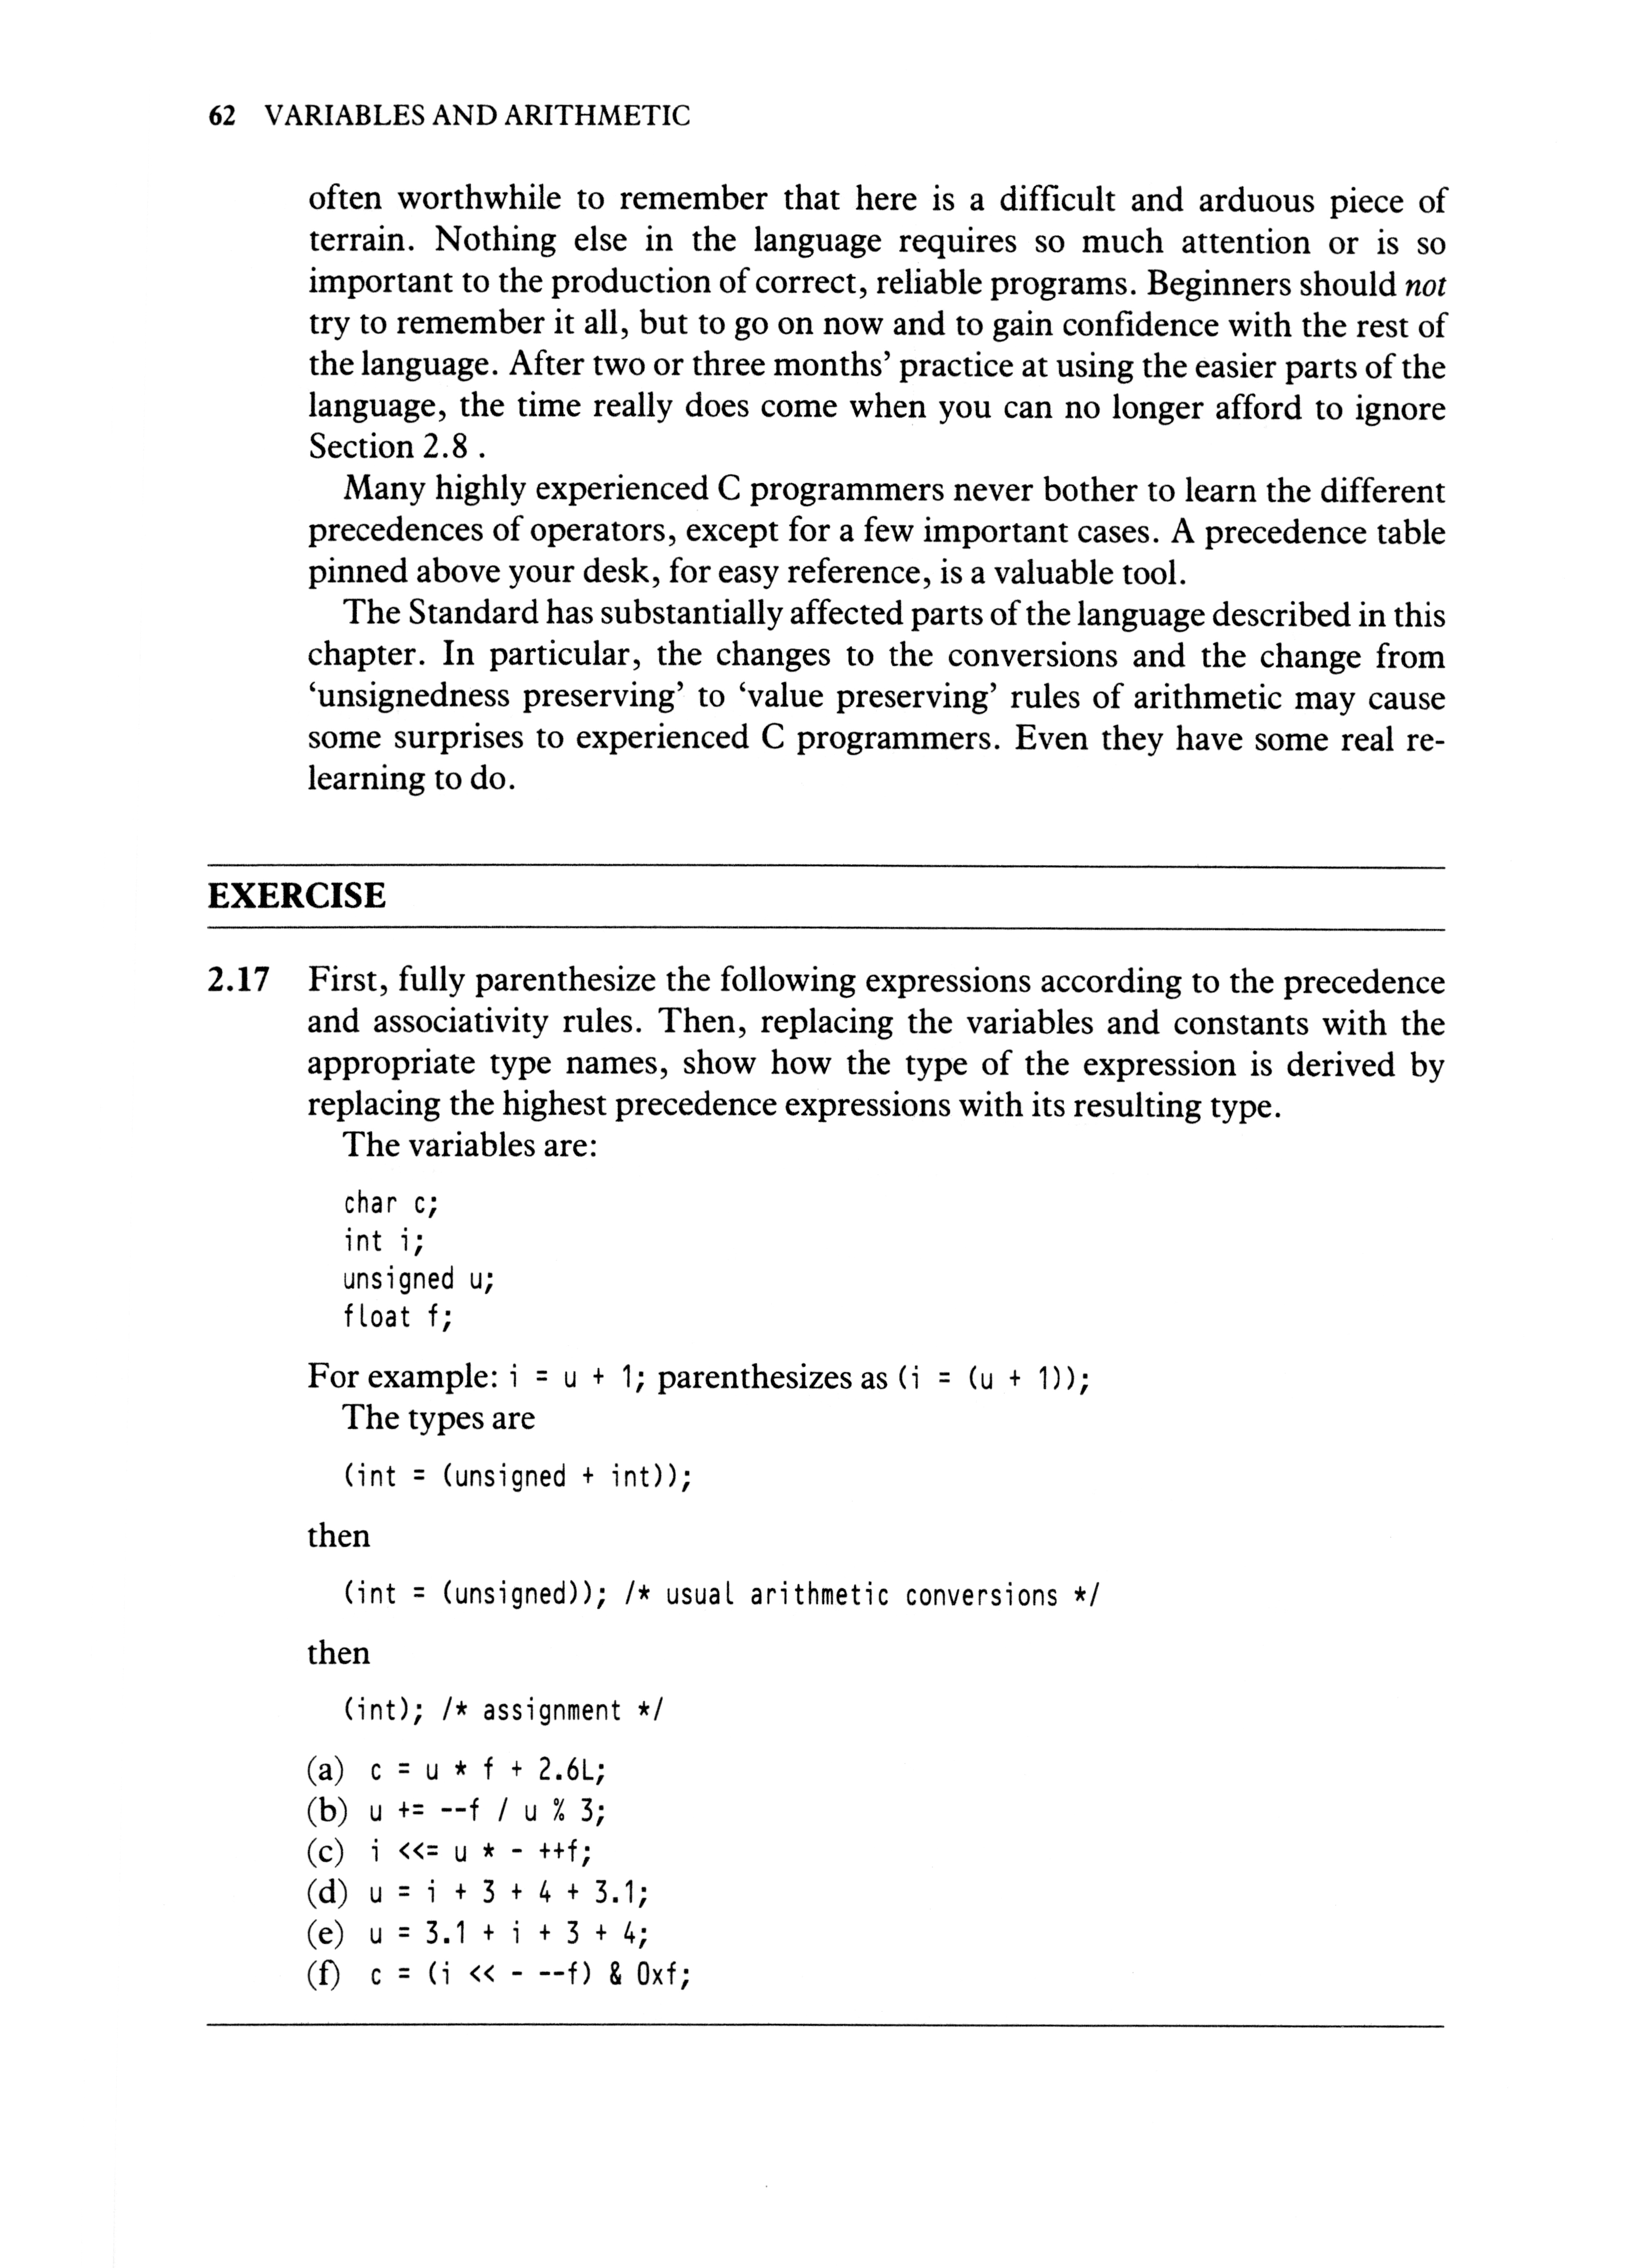 62 VARIABLES AND ARITHMETIC
often worthwhile to remember that here is a difficult and arduous piece of
terrain. Nothing else in the language requires so much attention or is so
important to the production of correct, reliable programs. Beginners should not
try to remember it all, but to go on now and to gain confidence with the rest of
the language. After two or three months’ practice at using the easier parts of the
language, the time really does come when you can no longer afford to ignore
Section 2.8 .
Many highly experienced C programmers never bother to learn the different
precedences of operators, except for a few important cases. A precedence table
pinned above your desk, for easy reference, is a valuable tool.
The Standard has substantially affected parts of the language described in this
chapter. In particular, the changes to the conversions and the change from
‘unsignedness preserving’ to ‘value preserving’ rules of arithmetic may cause
some surprises to experienced C programmers. Even they have some real re-
learning to do.
EXERCISE
2.17 First, fully parenthesize the following expressions according to the precedence
and associativity rules. Then, replacing the variables and constants with the
appropriate type names, show how the type of the expression is derived by
replacing the highest precedence expressions with its resulting type.
The variables are:
char c;
int i;
unsigned u;
float f;
For example: i = u + 1; parenthesizes as (i = (u + 1));
The types are
(int = (unsigned + int));
then
(int = (unsigned)); /* usual arithmetic conversions */
then
(int); /* assignment */
(a) c = u * f + 2.6L;
(b) u += --f / u % 3;
(c) i <<= u * - ++f;
(d) u = i + 3 + 4 + 3.1;
(e) u = 3.1 + i + 3 + 4;
(f) c = (i << - --f) & 0xf;